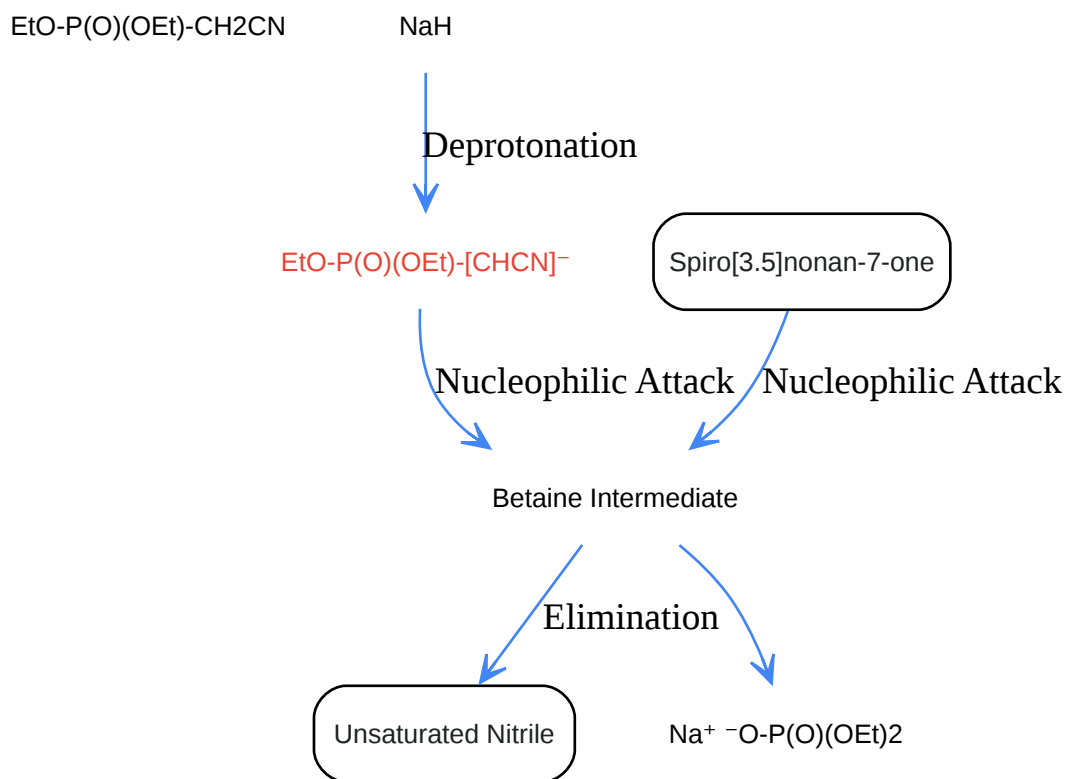 EtO-P(O)(OEt)-CH2CN
NaH
Deprotonation
EtO-P(O)(OEt)-[CHCN]⁻
Spiro[3.5]nonan-7-one
Nucleophilic Attack
Nucleophilic Attack
Betaine Intermediate
Elimination
Unsaturated Nitrile
Na⁺ ⁻O-P(O)(OEt)2